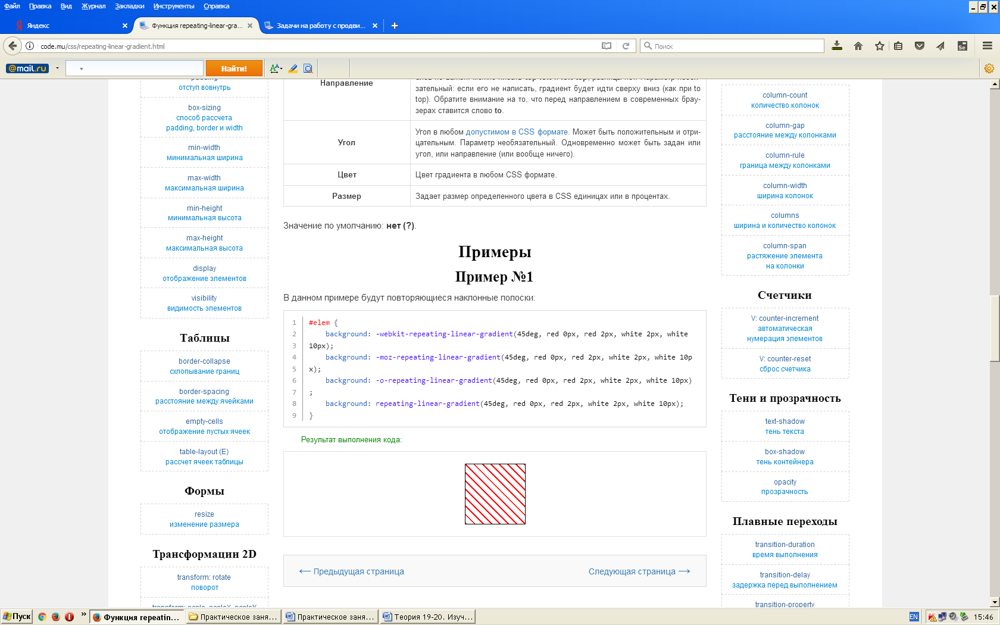 Файл Правка Вид Журнал Закладки Инструменты Справка
Яндекс
Функция repeating-linear-gra...
Задачи на работу с продви...
code.mu/css/repeating-linear-gradient.html
Поиск
@mail.ru
Найти!
padding
отступ вовнутрь
box-sizing
способ рассчета
padding, border и width
min-width
минимальная ширина
max-width
максимальная ширина
min-height
минимальная высота
max-height
максимальная высота
display
отображение элементов
visibility
видимость элементов
Таблицы
border-collapse
схлопывание границ
border-spacing
расстояние между ячейками
empty-cells
отображение пустых ячеек
table-layout (E)
рассчет ячеек таблицы
Формы
resize
изменение размера
Трансформации 2D
transform: rotate
поворот
transform: scale, scaleX, scaleY
Направление
зательный: если его не написать, градиент будет идти сверху вниз (как при to
top). Обратите внимание на то, что перед направлением в современных брау-
зерах ставится слово to.
Угол
Угол в любом допустимом в CSS формате. Может быть положительным и отри-
цательным. Параметр необязательный. Одновременно может быть задан или
угол, или направление (или вообще ничего).
Цвет
Цвет градиента в любом CSS формате.
Размер
Задает размер определенного цвета в CSS единицах или в процентах.
Значение по умолчанию: нет (?).
Примеры
Пример №1
В данном примере будут повторяющиеся наклонные полоски:
1 #elem {
2 background: -webkit-repeating-linear-gradient(45deg, red 0px, red 2px, white 2px, white
3 10px);
4 background: -moz-repeating-linear-gradient(45deg, red 0px, red 2px, white 2px, white 10p
5 x);
6 background: -o-repeating-linear-gradient(45deg, red 0px, red 2px, white 2px, white 10px)
7 ;
8 background: repeating-linear-gradient(45deg, red 0px, red 2px, white 2px, white 10px);
9 }
Результат выполнения кода:
⟵ Предыдущая страница
Следующая страница ⟶
column-count
количество колонок
column-gap
расстояние между колонками
column-rule
граница между колонками
column-width
ширина колонок
columns
ширина и количество колонок
column-span
растяжение элемента
на колонки
Счетчики
V: counter-increment
автоматическая
нумерация элементов
V: counter-reset
сброс счетчика
Тени и прозрачность
text-shadow
тень текста
box-shadow
тень контейнера
opacity
прозрачность
Плавные переходы
transition-duration
время выполнения
transition-delay
задержка перед выполнением
transition-property
Пуск
»
Функция repeatin...
Практическое заня...
Практическое заня...
Теория 19-20. Изуч...
EN
15:46